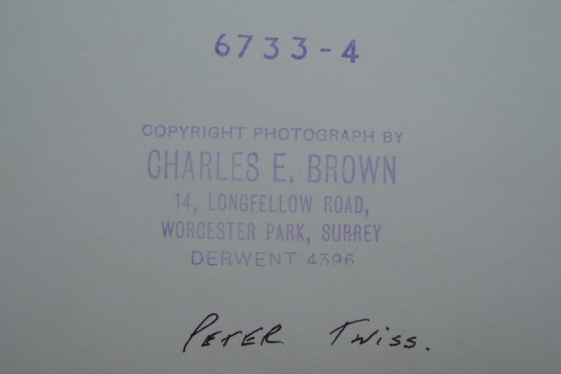 6733-4
COPYRIGHT PHOTOGRAPH BY
CHARLES E. BROWN
14, LONGFELLOW ROAD,
WORCESTER PARK, SURREY
DERWENT 4396
PETER TWISS.